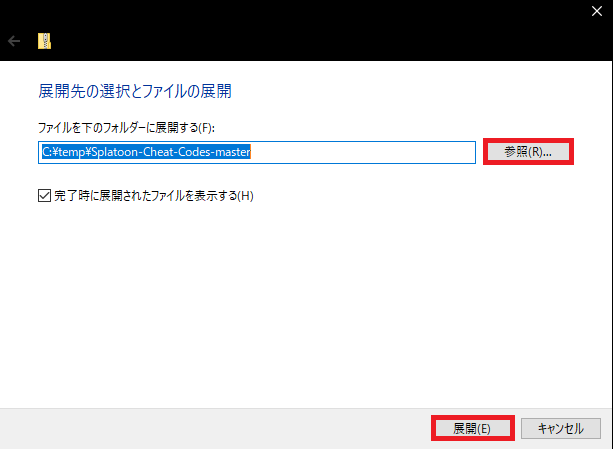 展開先の選択とファイルの展開
ファイルを下のフォルダーに展開する(F):
C:¥temp¥Splatoon-Cheat-Codes-master
参照(R)...
完了時に展開されたファイルを表示する(H)
展開(E)
キャンセル